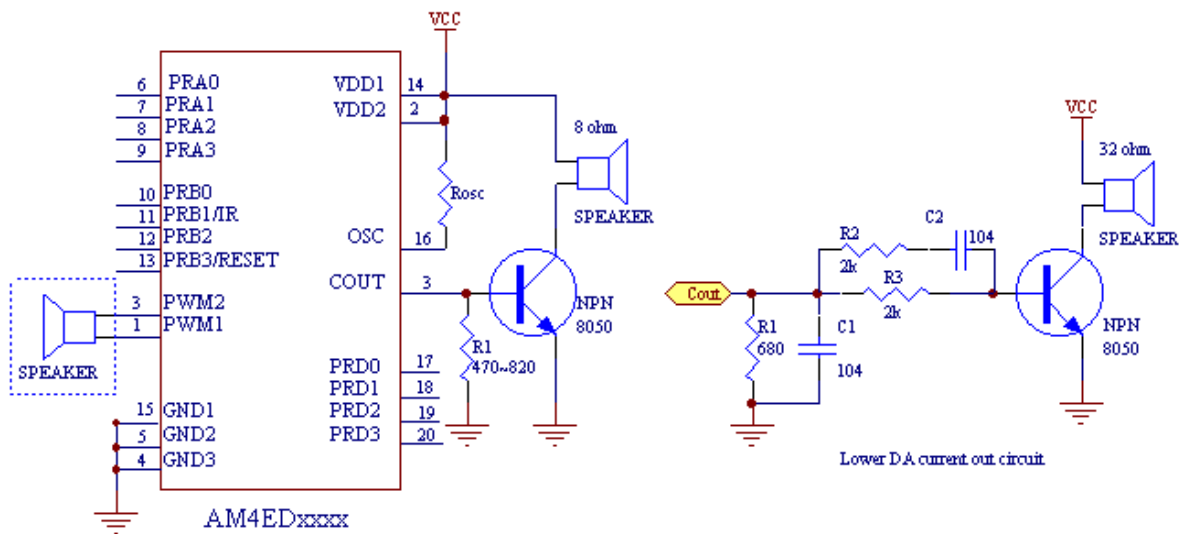 VCC
6 PRA0
7 PRA1
8 PRA2
9 PRA3
10 PRB0
11 PRB1/IR
12 PRB2
13 PRB3/RESET
3 PWM2
1 PWM1
SPEAKER
15 GND1
5 GND2
4 GND3
VDD1 14
VDD2 2
OSC 16
COUT 3
PRD0 17
PRD1 18
PRD2 19
PRD3 20
Rosc
8 ohm
SPEAKER
NPN
8050
R1
470~820
AM4EDxxxx
VCC
32 ohm
SPEAKER
C2
104
R2
2k
R3
2k
Cout
R1
680
C1
104
NPN
8050
Lower DA current out circuit